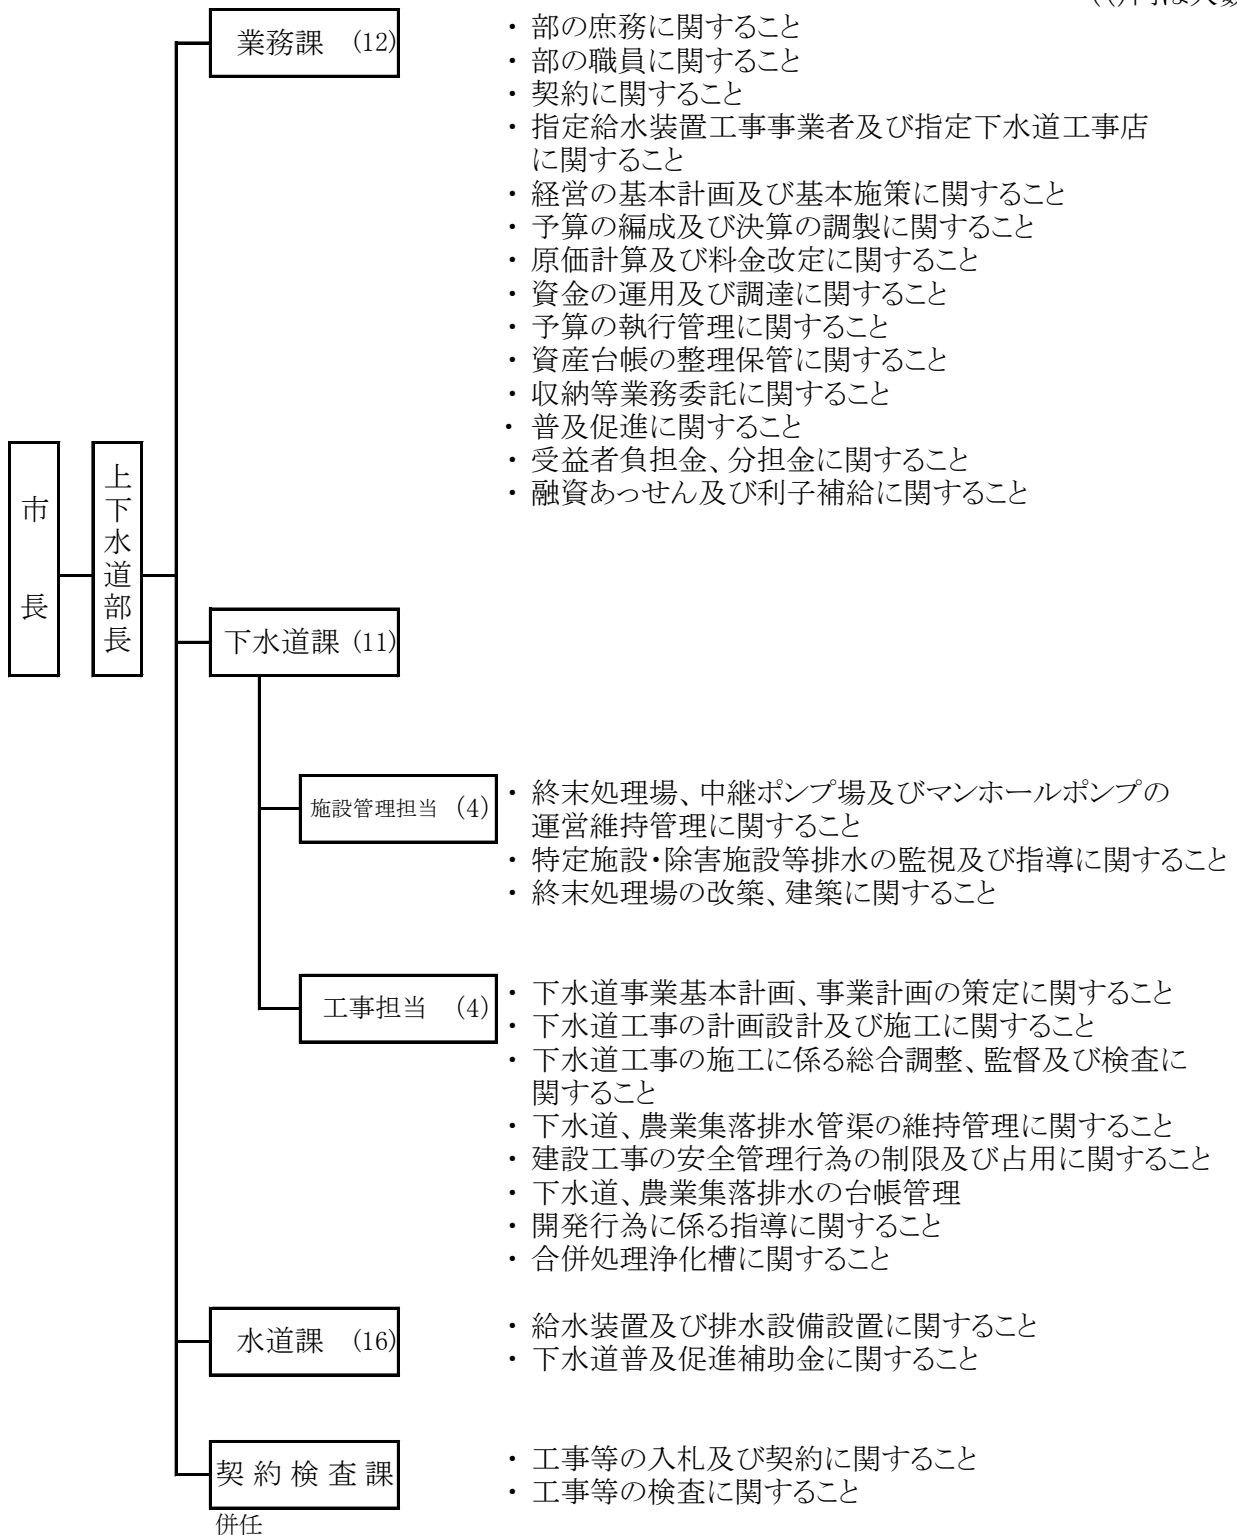 業務課 (12)
・ 部の庶務に関すること
・ 部の職員に関すること
・ 契約に関すること
・ 指定給水装置工事事業者及び指定下水道工事店
に関すること
・ 経営の基本計画及び基本施策に関すること
・ 予算の編成及び決算の調製に関すること
・ 原価計算及び料金改定に関すること
・ 資金の運用及び調達に関すること
・ 予算の執行管理に関すること
・ 資産台帳の整理保管に関すること
・ 収納等業務委託に関すること
・ 普及促進に関すること
・ 受益者負担金、分担金に関すること
・ 融資あっせん及び利子補給に関すること
市長
上下水道部長
下水道課 (11)
施設管理担当 (4)
・ 終末処理場、中継ポンプ場及びマンホールポンプの
運営維持管理に関すること
・ 特定施設・除害施設等排水の監視及び指導に関すること
・ 終末処理場の改築、建築に関すること
工事担当 (4)
・ 下水道事業基本計画、事業計画の策定に関すること
・ 下水道工事の計画設計及び施工に関すること
・ 下水道工事の施工に係る総合調整、監督及び検査に
関すること
・ 下水道、農業集落排水管渠の維持管理に関すること
・ 建設工事の安全管理行為の制限及び占用に関すること
・ 下水道、農業集落排水の台帳管理
・ 開発行為に係る指導に関すること
・ 合併処理浄化槽に関すること
水道課 (16)
・ 給水装置及び排水設備設置に関すること
・ 下水道普及促進補助金に関すること
契約検査課
・ 工事等の入札及び契約に関すること
・ 工事等の検査に関すること
併任